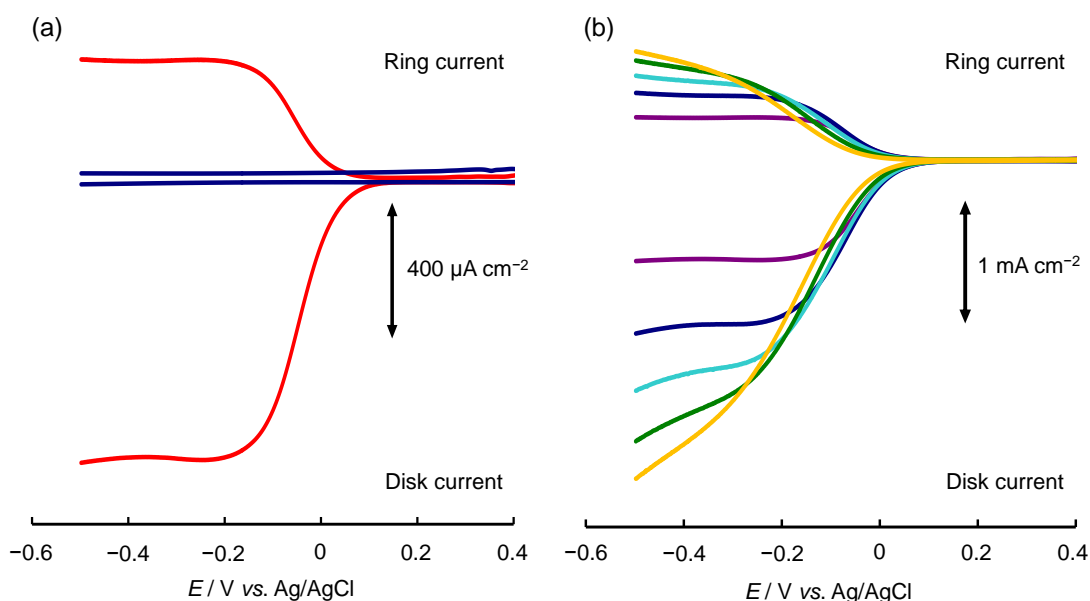 (a)
Ring current
400 μA cm⁻²
Disk current
−0.6 −0.4 −0.2 0 0.2 0.4
E / V vs. Ag/AgCl
(b)
Ring current
1 mA cm⁻²
Disk current
−0.6 −0.4 −0.2 0 0.2 0.4
E / V vs. Ag/AgCl